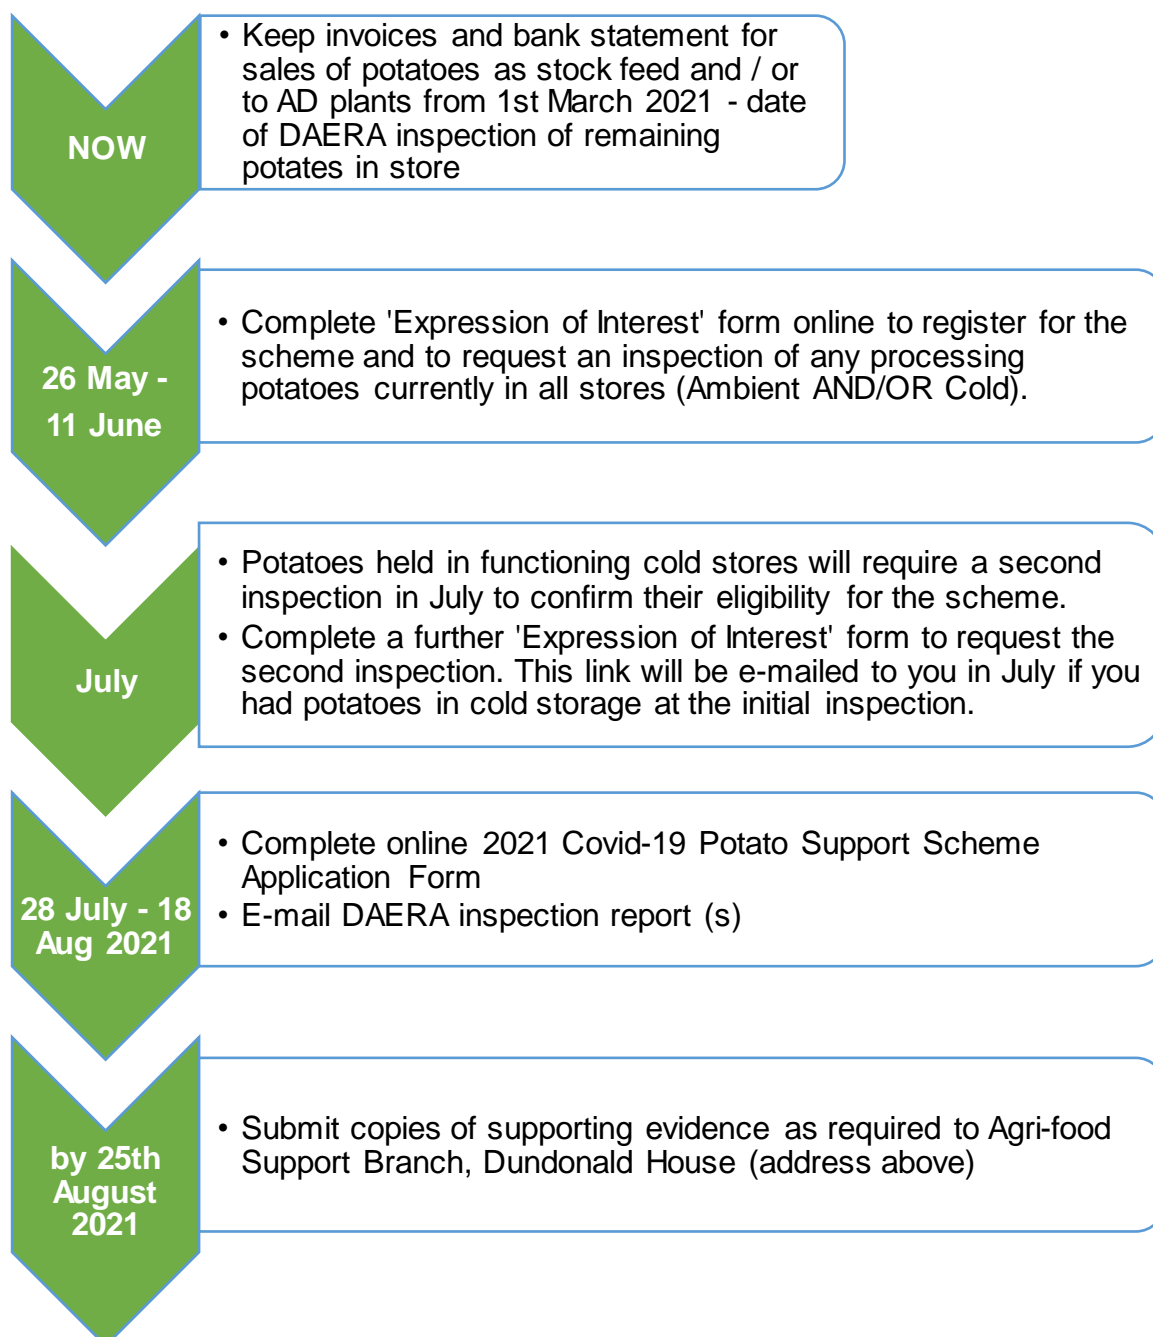 NOW
• Keep invoices and bank statement for
sales of potatoes as stock feed and / or
to AD plants from 1st March 2021 - date
of DAERA inspection of remaining
potates in store
26 May -
11 June
• Complete 'Expression of Interest' form online to register for the
scheme and to request an inspection of any processing
potatoes currently in all stores (Ambient AND/OR Cold).
July
• Potatoes held in functioning cold stores will require a second
inspection in July to confirm their eligibility for the scheme.
• Complete a further 'Expression of Interest' form to request the
second inspection. This link will be e-mailed to you in July if you
had potatoes in cold storage at the initial inspection.
28 July - 18
Aug 2021
• Complete online 2021 Covid-19 Potato Support Scheme
Application Form
• E-mail DAERA inspection report (s)
by 25th
August
2021
• Submit copies of supporting evidence as required to Agri-food
Support Branch, Dundonald House (address above)